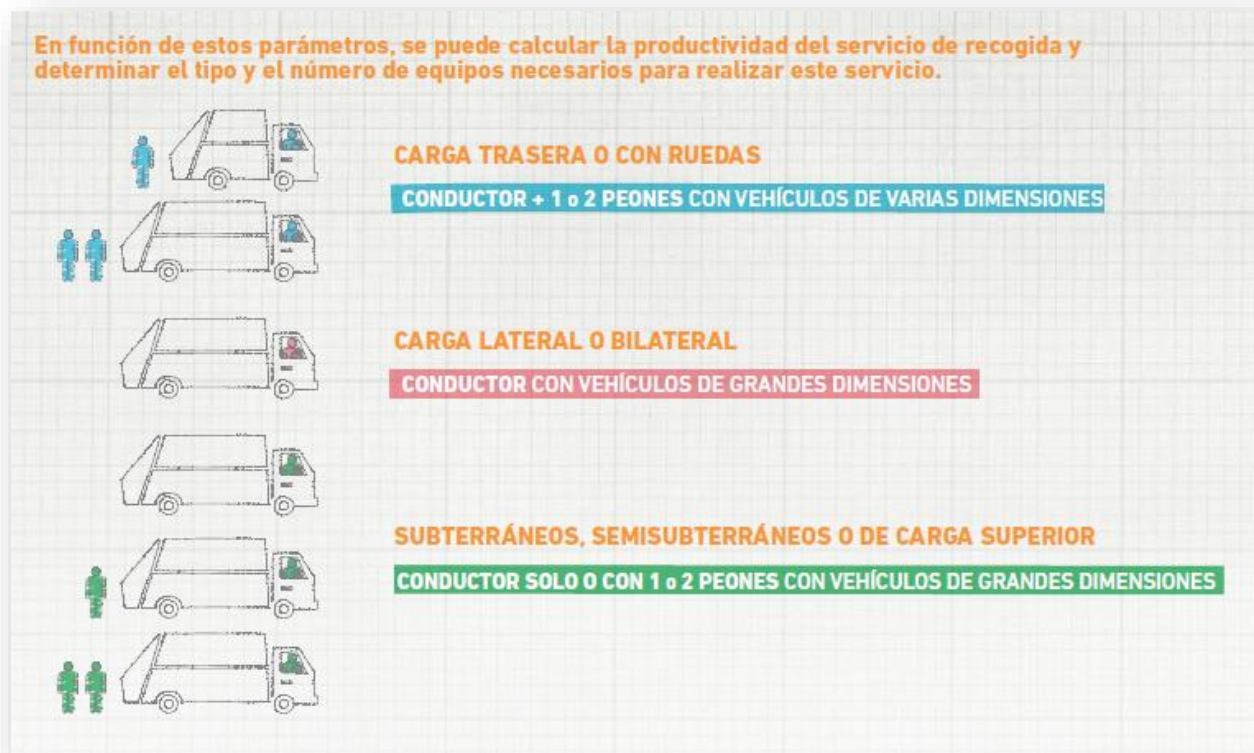 En función de estos parámetros, se puede calcular la productividad del servicio de recogida y
determinar el tipo y el número de equipos necesarios para realizar este servicio.
CARGA TRASERA O CON RUEDAS
CONDUCTOR + 1 o 2 PEONES CON VEHÍCULOS DE VARIAS DIMENSIONES
CARGA LATERAL O BILATERAL
CONDUCTOR CON VEHÍCULOS DE GRANDES DIMENSIONES
SUBTERRÁNEOS, SEMISUBTERRÁNEOS O DE CARGA SUPERIOR
CONDUCTOR SOLO O CON 1 o 2 PEONES CON VEHÍCULOS DE GRANDES DIMENSIONES